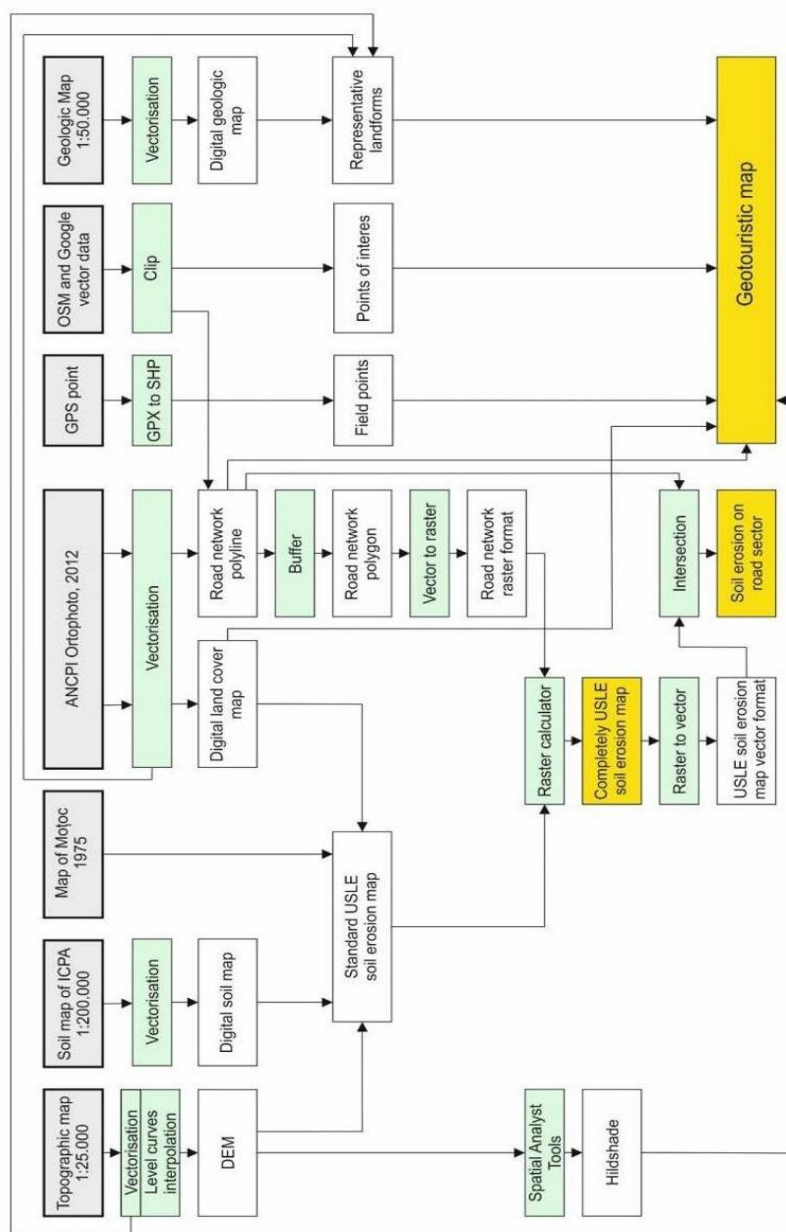 Topographic map
1:25.000
Soil map of ICPA
1:200.000
Map of Moțoc
1975
ANCPI Ortophoto, 2012
GPS point
OSM and Google
vector data
Geologic Map
1:50.000
Vectorisation
Level curves
interpolation
Vectorisation
Vectorisation
GPX to SHP
Clip
Vectorisation
DEM
Digital soil map
Digital land cover
map
Road network
polyline
Digital geologic
map
Buffer
Standard USLE
soil erosion map
Road network
polygon
Field points
Points of interes
Representative
landforms
Vector to raster
Road network
raster format
Spatial Analyst
Tools
Raster calculator
Hildshade
Completely USLE
soil erosion map
Raster to vector
Intersection
USLE soil erosion
map vector format
Soil erosion on
road sector
Geotouristic map